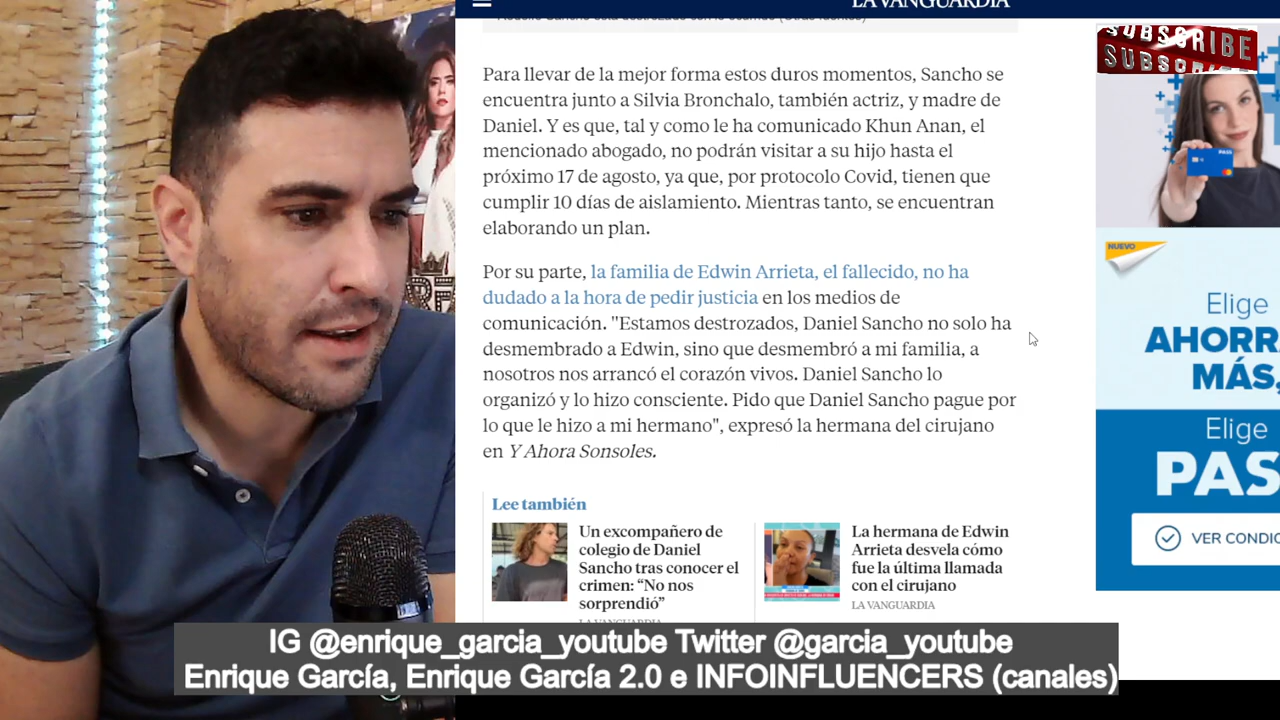 LA VANGUARDIA
SUBSCRIBE
SUBSCRIBE
Para llevar de la mejor forma estos duros momentos, Sancho se
encuentra junto a Silvia Bronchalo, también actriz, y madre de
Daniel. Y es que, tal y como le ha comunicado Khun Anan, el
mencionado abogado, no podrán visitar a su hijo hasta el
próximo 17 de agosto, ya que, por protocolo Covid, tienen que
cumplir 10 días de aislamiento. Mientras tanto, se encuentran
elaborando un plan.
Por su parte, la familia de Edwin Arrieta, el fallecido, no ha
dudado a la hora de pedir justicia en los medios de
comunicación. "Estamos destrozados, Daniel Sancho no solo ha
desmembrado a Edwin, sino que desmembró a mi familia, a
nosotros nos arrancó el corazón vivos. Daniel Sancho lo
organizó y lo hizo consciente. Pido que Daniel Sancho pague por
lo que le hizo a mi hermano", expresó la hermana del cirujano
en Y Ahora Sonsoles.
Lee también
Un excompañero de
colegio de Daniel
Sancho tras conocer el
crimen: “No nos
sorprendió”
LA VANGUARDIA
La hermana de Edwin
Arrieta desvela cómo
fue la última llamada
con el cirujano
LA VANGUARDIA
PASS
NUEVO
Elige
AHORR
MÁS,
Elige
PAS
VER CONDIC
IG @enrique_garcia_youtube Twitter @garcia_youtube
Enrique García, Enrique García 2.0 e INFOINFLUENCERS (canales)